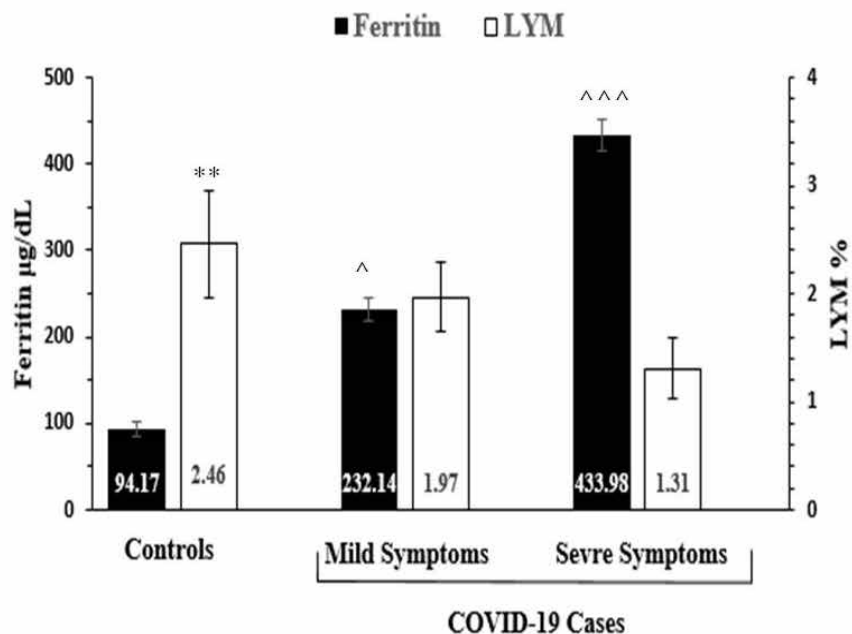 Ferritin LYM
500
400
300
200
100
0
Ferritin µg/dL
4
3
2
1
0
LYM %
**
^
^ ^ ^
94.17
2.46
232.14
1.97
433.98
1.31
Controls
Mild Symptoms
Sevre Symptoms
COVID-19 Cases